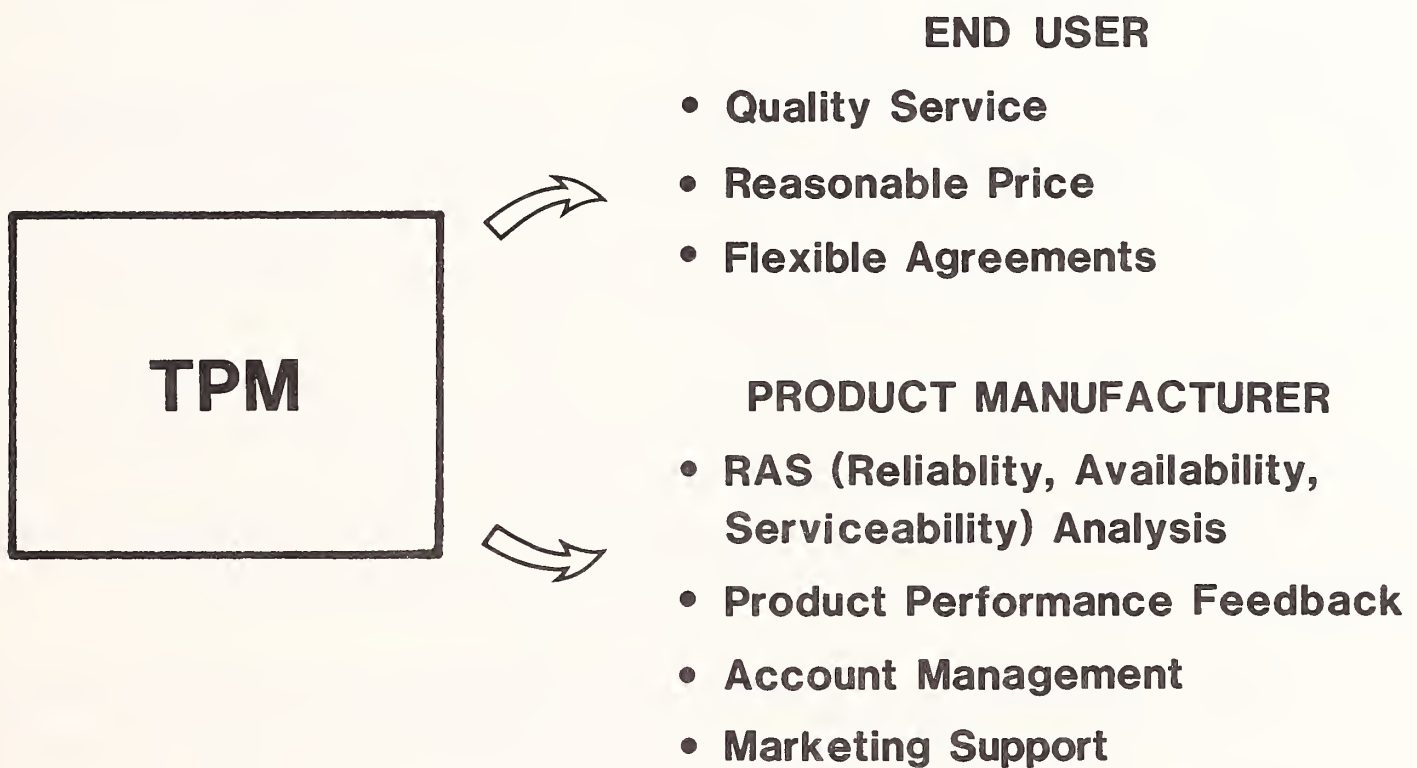 END USER
• Quality Service
• Reasonable Price
• Flexible Agreements
TPM
PRODUCT MANUFACTURER
• RAS (Reliablity, Availability,
Serviceability) Analysis
• Product Performance Feedback
• Account Management
• Marketing Support